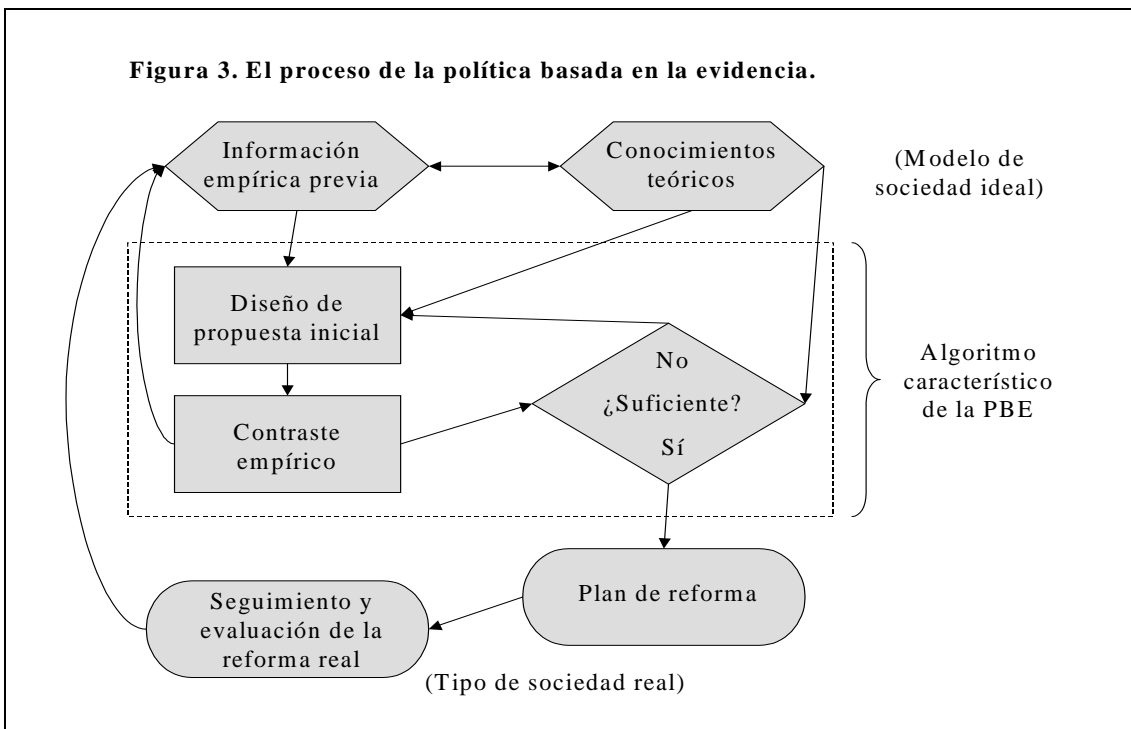 Figura 3. El proceso de la política basada en la evidencia.
Información
empírica previa
Conocimientos
teóricos
(Modelo de
sociedad ideal)
Diseño de
propuesta inicial
No
¿Suficiente?
Sí
Contraste
empírico
Algoritmo
característico
de la PBE
Plan de reforma
Seguimiento y
evaluación de la
reforma real
(Tipo de sociedad real)